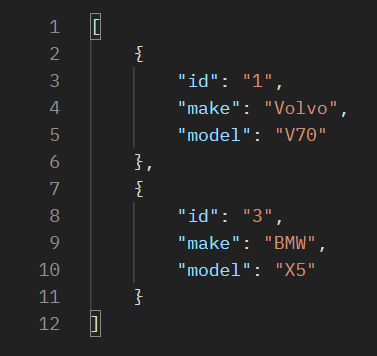 1 [
2 {
3 "id": "1",
4 "make": "Volvo",
5 "model": "V70"
6 },
7 {
8 "id": "3",
9 "make": "BMW",
10 "model": "X5"
11 }
12 ]